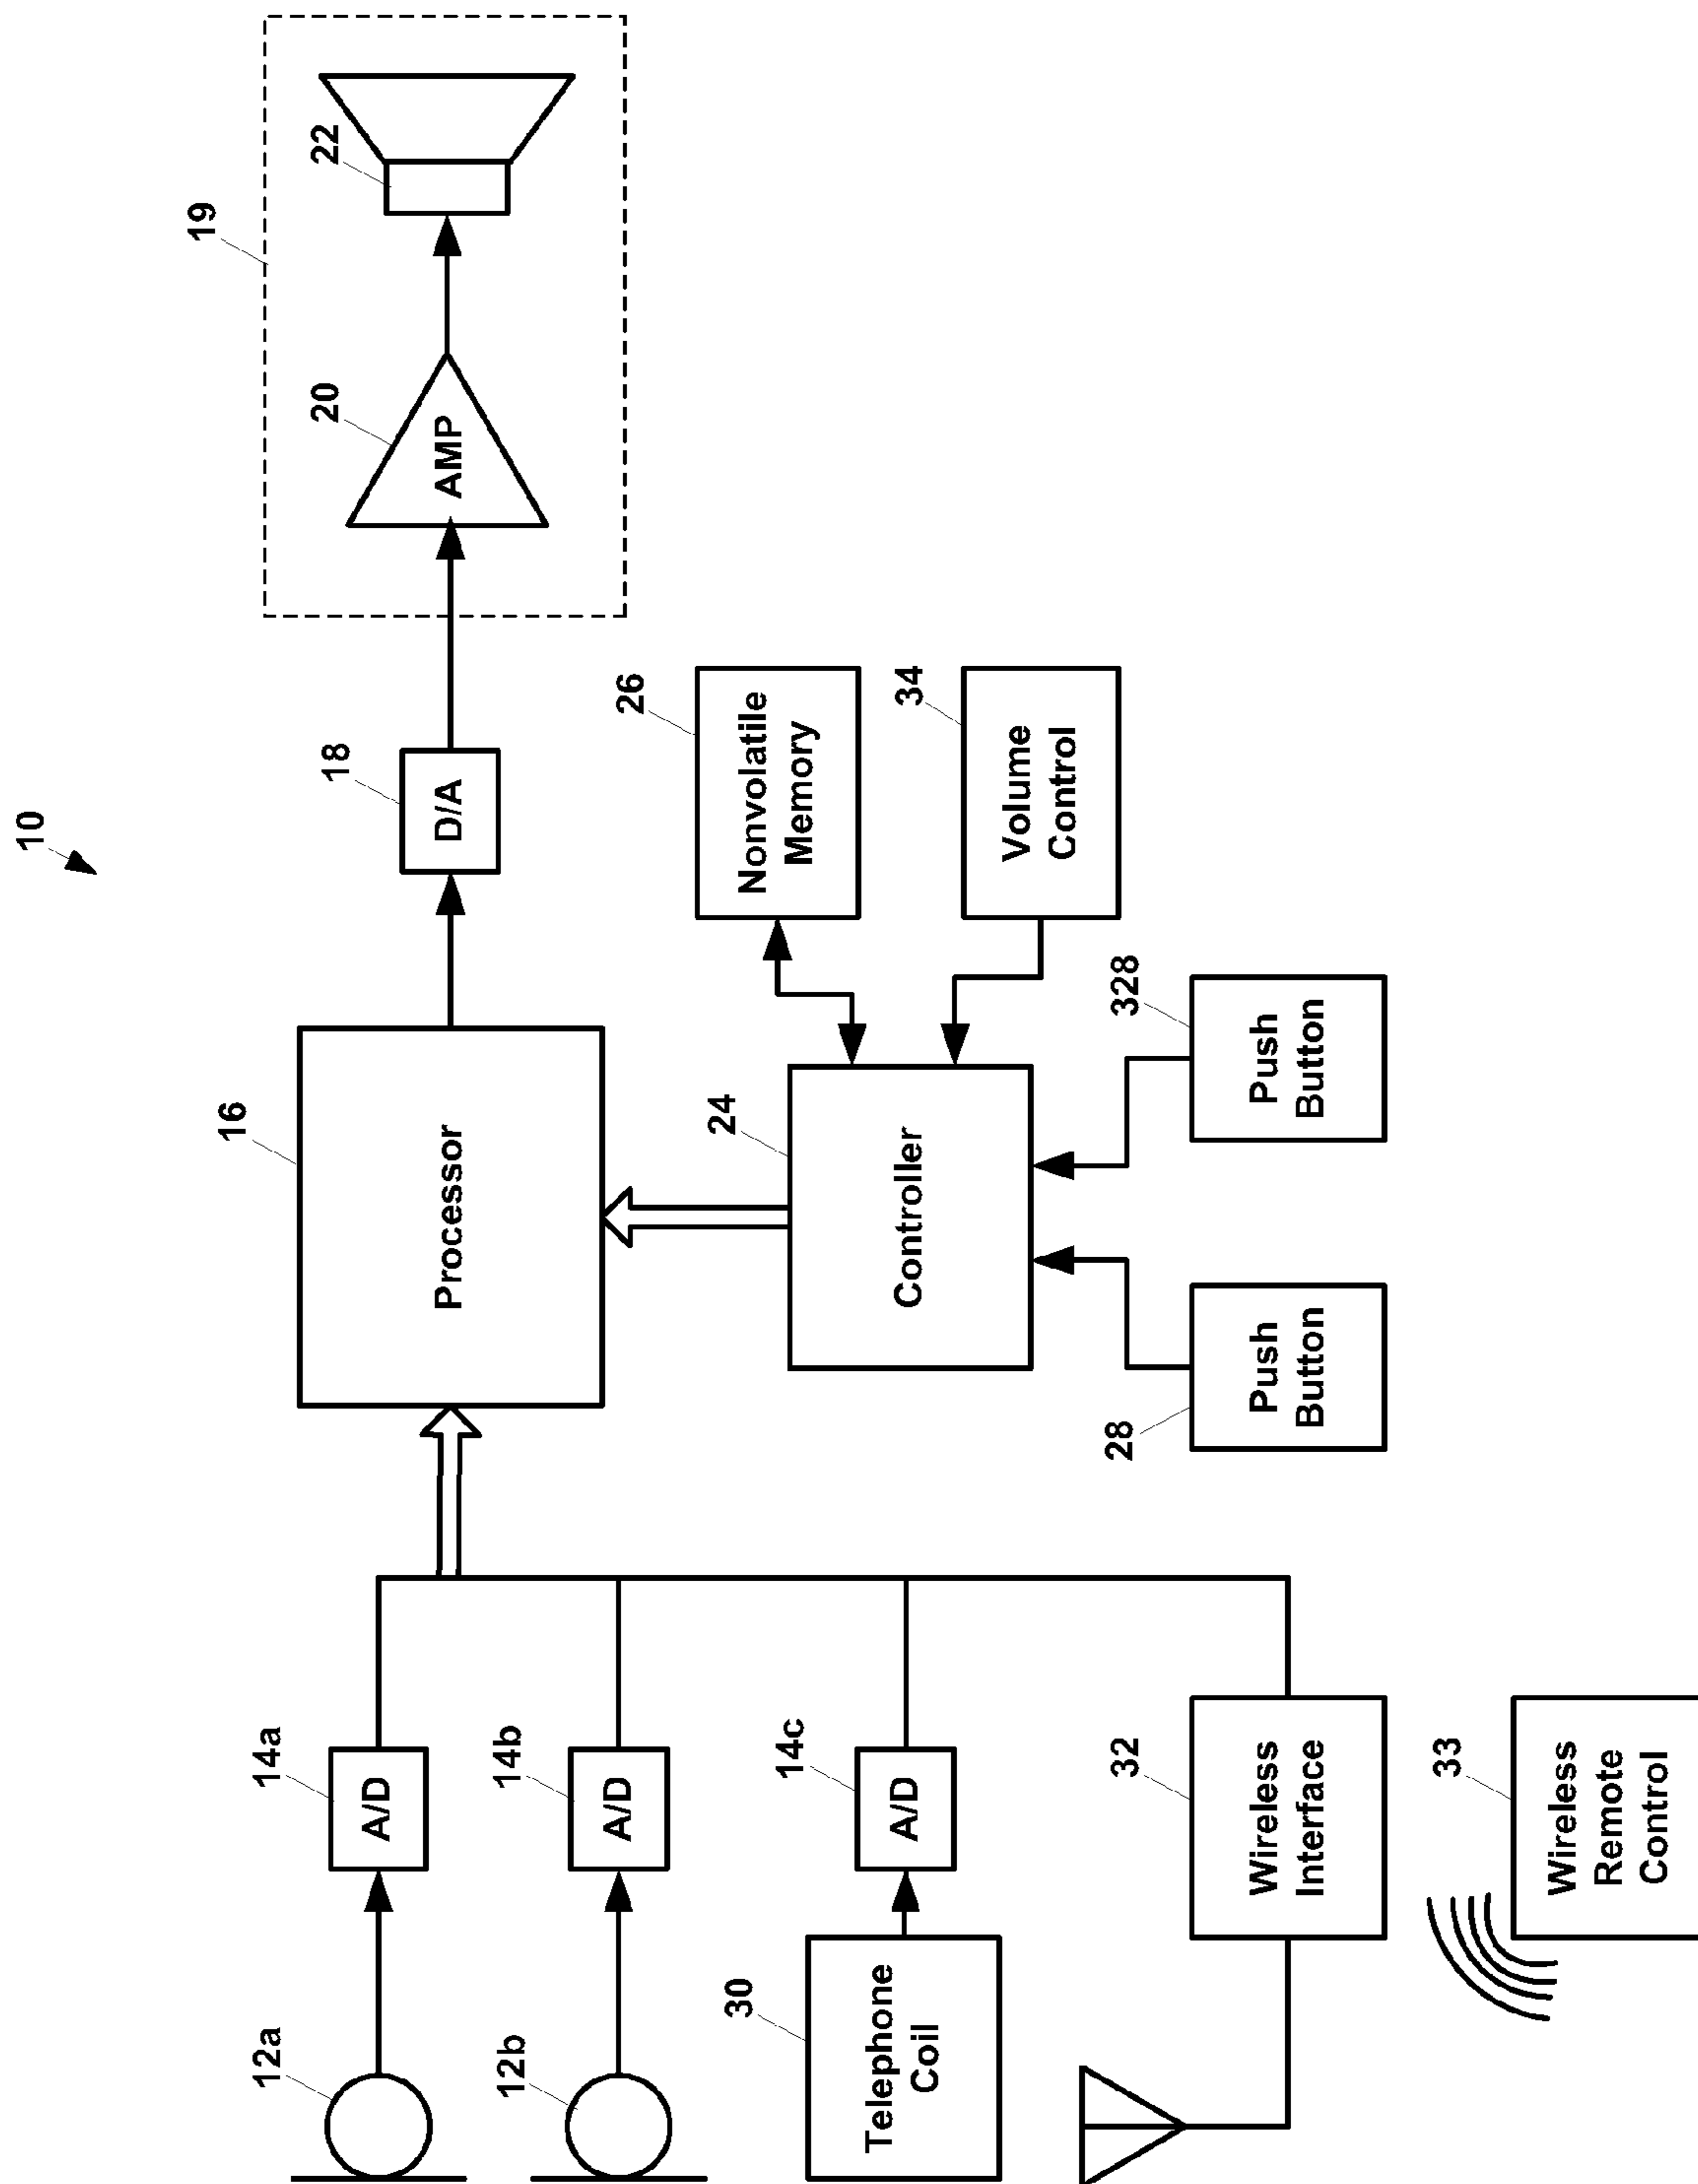 10
12a
14a
A/D
12b
14b
A/D
30
Telephone
Coil
14c
A/D
32
Wireless
Interface
33
Wireless
Remote
Control
16
Processor
18
D/A
19
20
AMP
22
24
Controller
26
Nonvolatile
Memory
34
Volume
Control
28
Push
Button
328
Push
Button